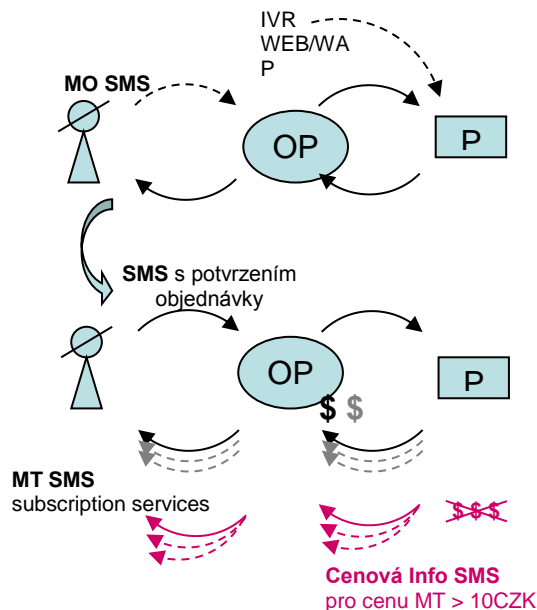 IVR
WEB/WA
P
MO SMS
OP
P
SMS s potvrzením
objednávky
OP
P
$ $
MT SMS
subscription services
$ $ $
Cenová Info SMS
pro cenu MT > 10CZK